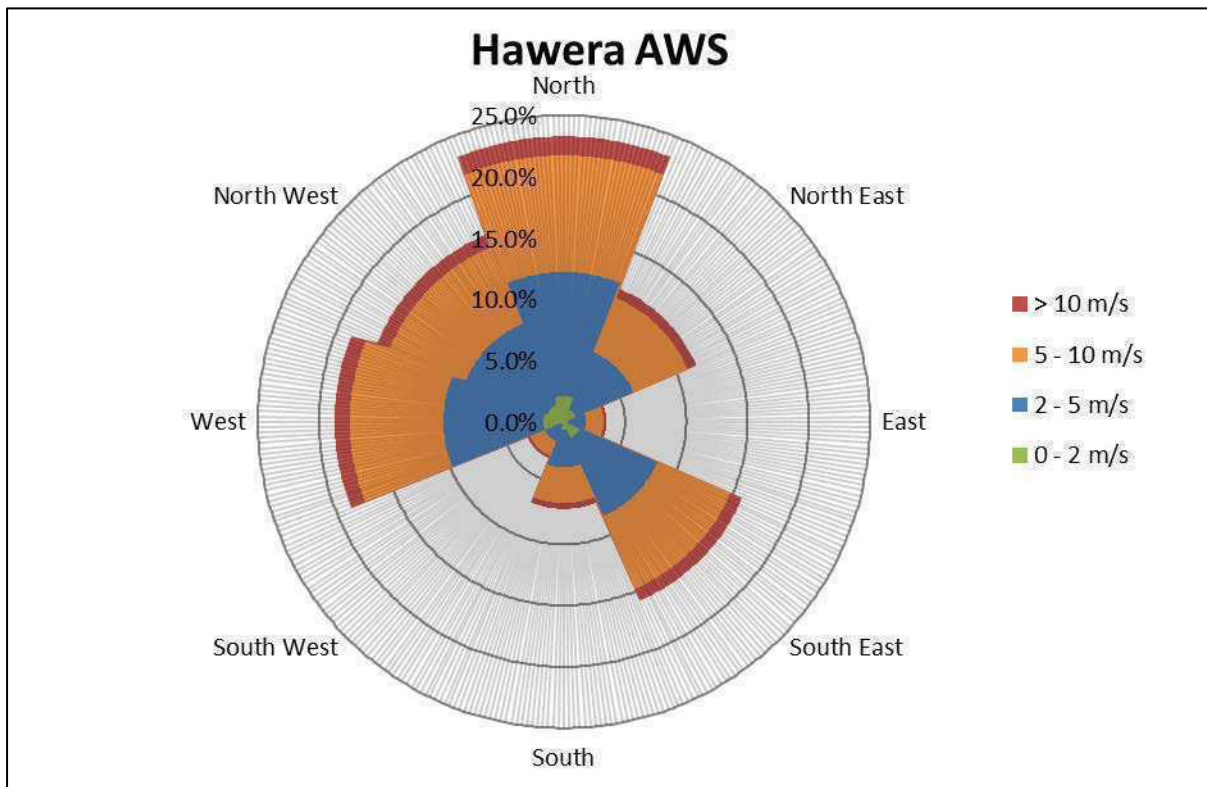 Hawera AWS
North
25.0%
20.0%
15.0%
10.0%
5.0%
0.0%
North West
North East
West
East
South West
South East
South
> 10 m/s
5 - 10 m/s
2 - 5 m/s
0 - 2 m/s